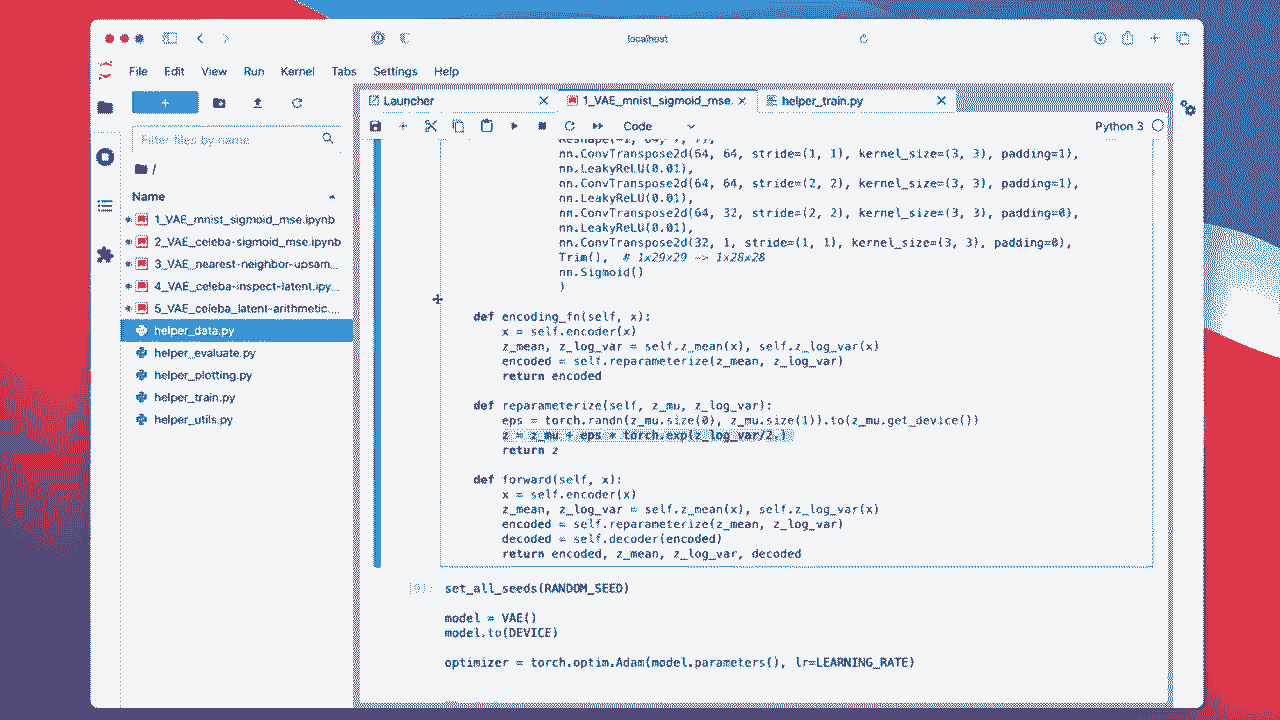 localhost
File Edit View Run Kernel Tabs Settings Help
Launcher
1_VAE_mnist_sigmoid_mse.
helper_train.py
Filter files by name
Code
Python 3
/
Name
1_VAE_mnist_sigmoid_mse.ipynb
2_VAE_celeba-sigmoid_mse.ipynb
3_VAE_nearest-neighbor-upsam...
4_VAE_celeba-inspect-latent.ipy...
5_VAE_celeba_latent-arithmetic....
helper_data.py
helper_evaluate.py
helper_plotting.py
helper_train.py
helper_utils.py
Reshape(-1, 64, 7, 7),
nn.ConvTranspose2d(64, 64, stride=(1, 1), kernel_size=(3, 3), padding=1),
nn.LeakyReLU(0.01),
nn.ConvTranspose2d(64, 64, stride=(2, 2), kernel_size=(3, 3), padding=1),
nn.LeakyReLU(0.01),
nn.ConvTranspose2d(64, 32, stride=(2, 2), kernel_size=(3, 3), padding=0),
nn.LeakyReLU(0.01),
nn.ConvTranspose2d(32, 1, stride=(1, 1), kernel_size=(3, 3), padding=0),
Trim(),  # 1x29x29 -> 1x28x28
nn.Sigmoid()
)
def encoding_fn(self, x):
x = self.encoder(x)
z_mean, z_log_var = self.z_mean(x), self.z_log_var(x)
encoded = self.reparameterize(z_mean, z_log_var)
return encoded
def reparameterize(self, z_mu, z_log_var):
eps = torch.randn(z_mu.size(0), z_mu.size(1)).to(z_mu.get_device())
z = z_mu + eps * torch.exp(z_log_var/2.)
return z
def forward(self, x):
x = self.encoder(x)
z_mean, z_log_var = self.z_mean(x), self.z_log_var(x)
encoded = self.reparameterize(z_mean, z_log_var)
decoded = self.decoder(encoded)
return encoded, z_mean, z_log_var, decoded
[9]: set_all_seeds(RANDOM_SEED)
model = VAE()
model.to(DEVICE)
optimizer = torch.optim.Adam(model.parameters(), lr=LEARNING_RATE)